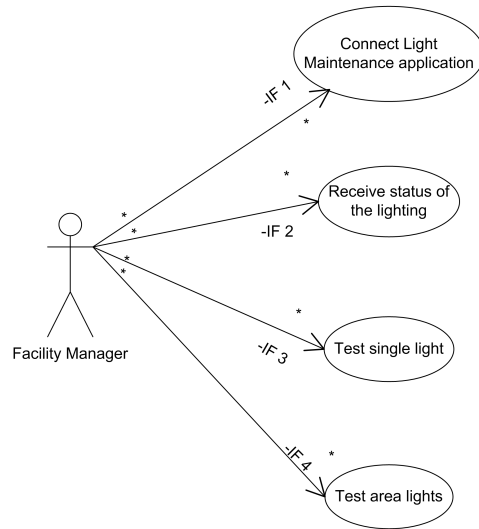 Connect Light
Maintenance application
-IF 1
*
*
*
Receive status of
the lighting
*
-IF 2
*
*
*
Facility Manager
-IF 3
Test single light
-IF 4
*
Test area lights